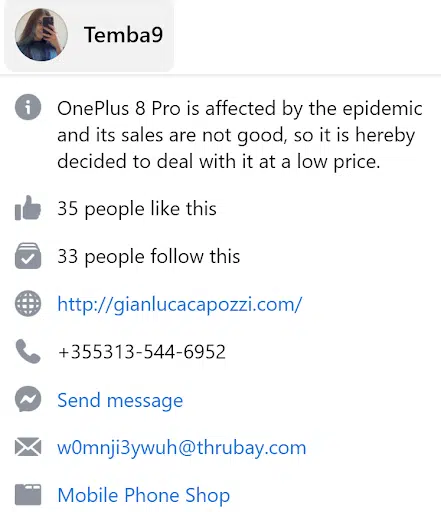 Temba9
OnePlus 8 Pro is affected by the epidemic
and its sales are not good, so it is hereby
decided to deal with it at a low price.
35 people like this
33 people follow this
http://gianlucacapozzi.com/
+355313-544-6952
Send message
w0mnji3ywuh@thrubay.com
Mobile Phone Shop